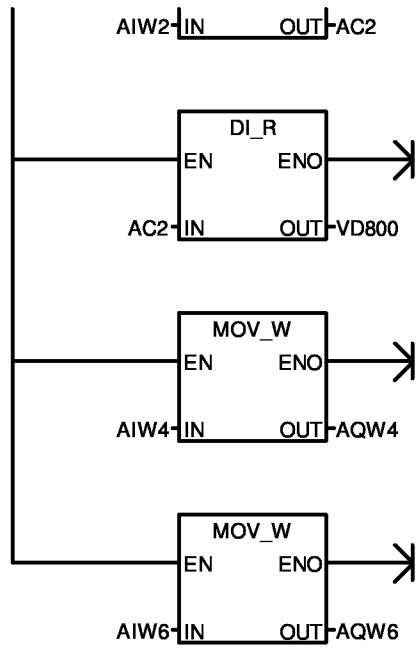 AIW2 IN OUT AC2
DI_R
EN ENO
AC2 IN OUT VD800
MOV_W
EN ENO
AIW4 IN OUT AQW4
MOV_W
EN ENO
AIW6 IN OUT AQW6